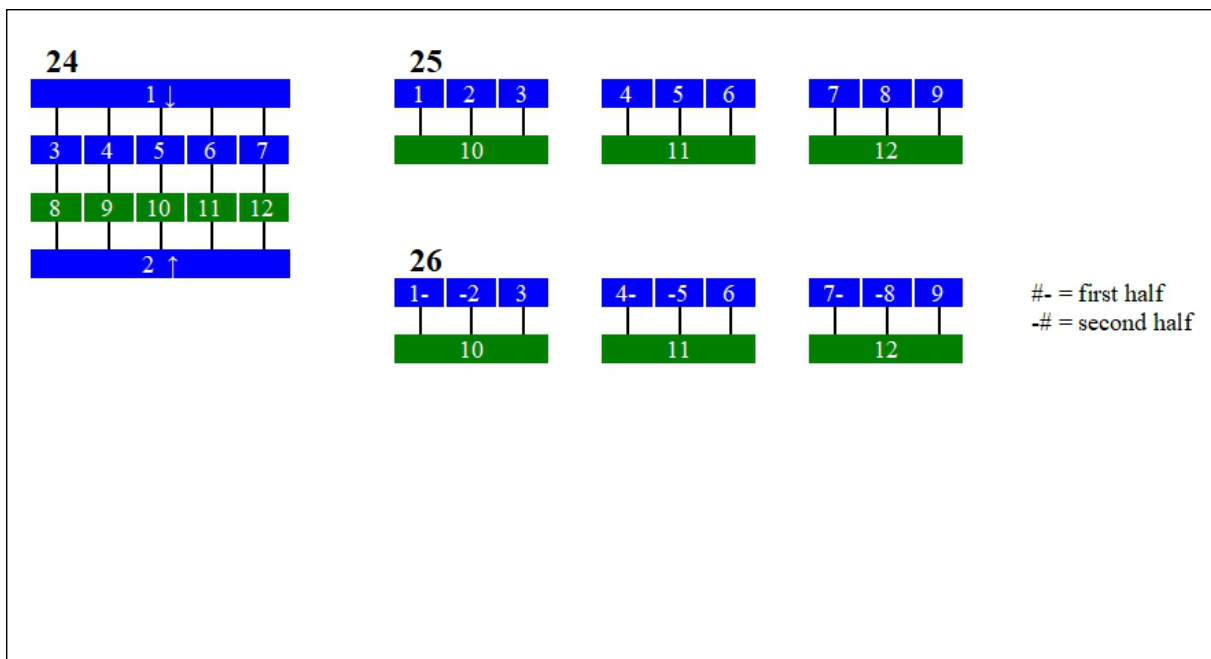 24
1 ↓
3 4 5 6 7
8 9 10 11 12
2 ↑
25
1 2 3 4 5 6 7 8 9
10 11 12
26
1- -2 3 4- -5 6 7- -8 9
10 11 12
#- = first half
-# = second half